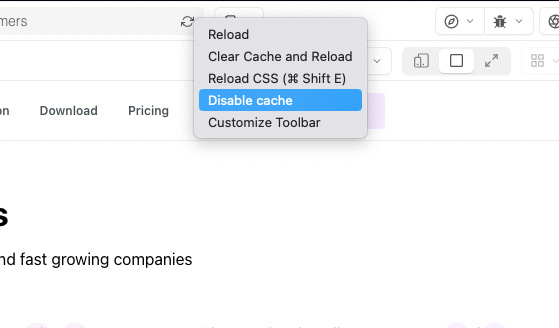 mers
Reload
Clear Cache and Reload
Reload CSS (⌘ Shift E)
Disable cache
Customize Toolbar
on Download Pricing
s
nd fast growing companies